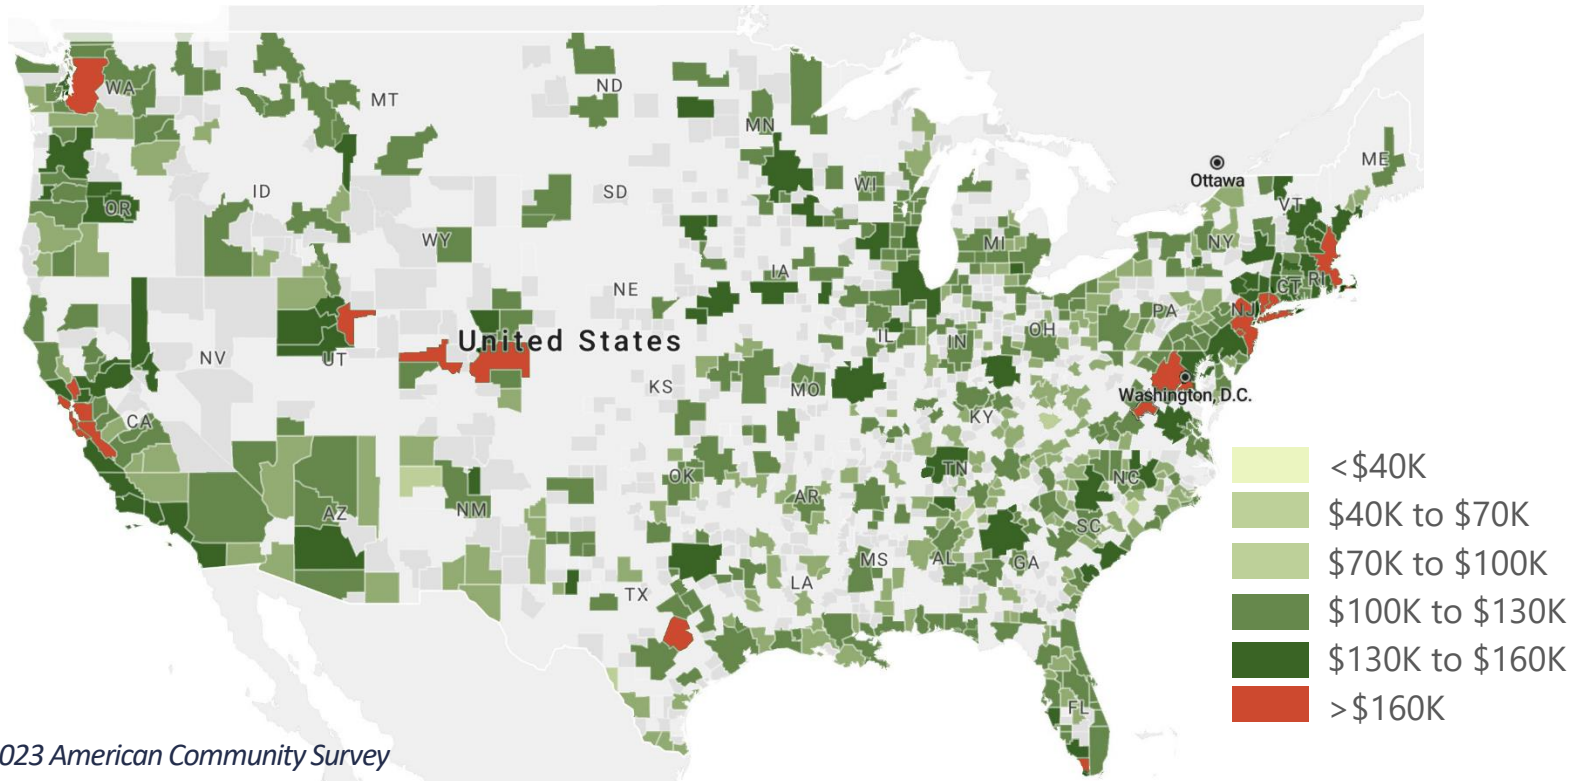 WA
MT
ND
MN
ME
Ottawa
ID
SD
WI
VT
OR
WY
MI
NY
IA
CT
RI
NE
PA
NJ
United States
IL
IN
OH
NV
UT
KS
MO
Washington, D.C.
CA
KY
OK
TN
NC
AR
AZ
NM
SC
MS
AL
GA
LA
TX
FL
<$40K
$40K to $70K
$70K to $100K
$100K to $130K
$130K to $160K
>$160K
023 American Community Survey